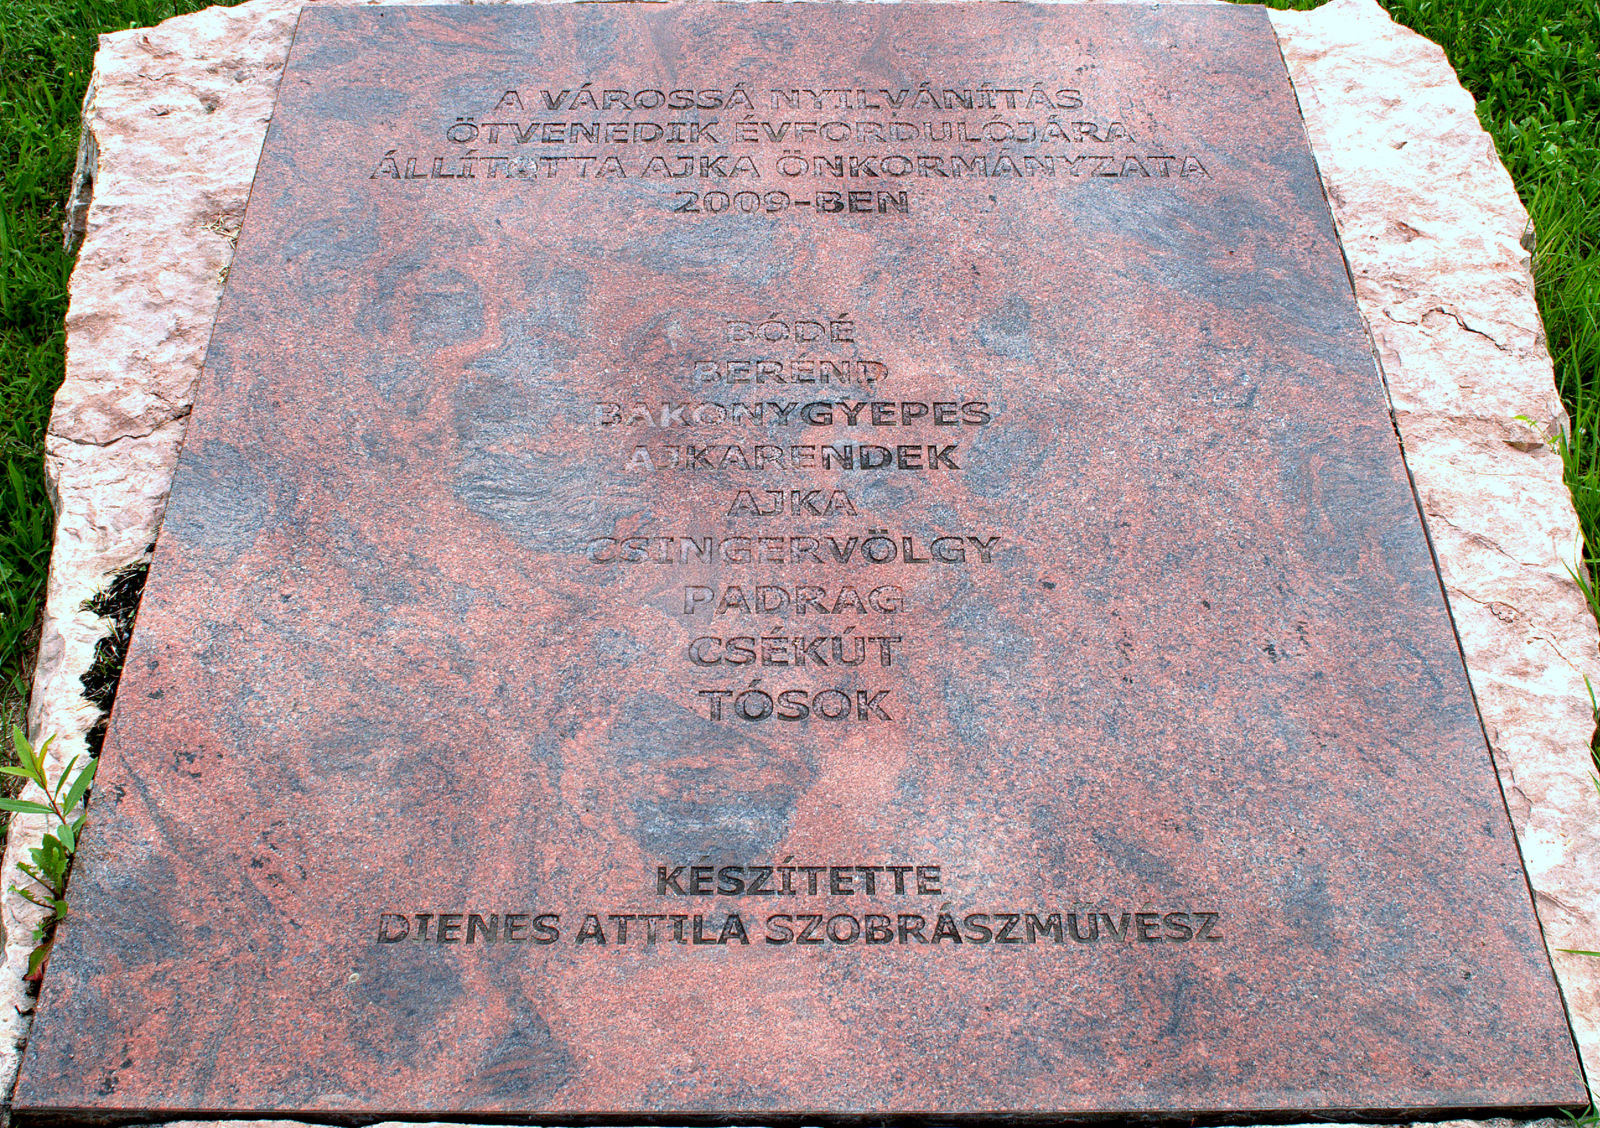 A VÁROSSÁ NYILVÁNÍTÁS
ÖTVENEDIK ÉVFORDULÓJÁRA
ÁLLÍTOTTA AJKA ÖNKORMÁNYZATA
2009-BEN
BÓDÉ
BERÉND
BAKONYGYEPES
AJKARENDEK
AJKA
CSINGERVÖLGY
PADRAG
CSÉKÚT
TÓSOK
KÉSZÍTETTE
DIENES ATTILA SZOBRÁSZMŰVÉSZ